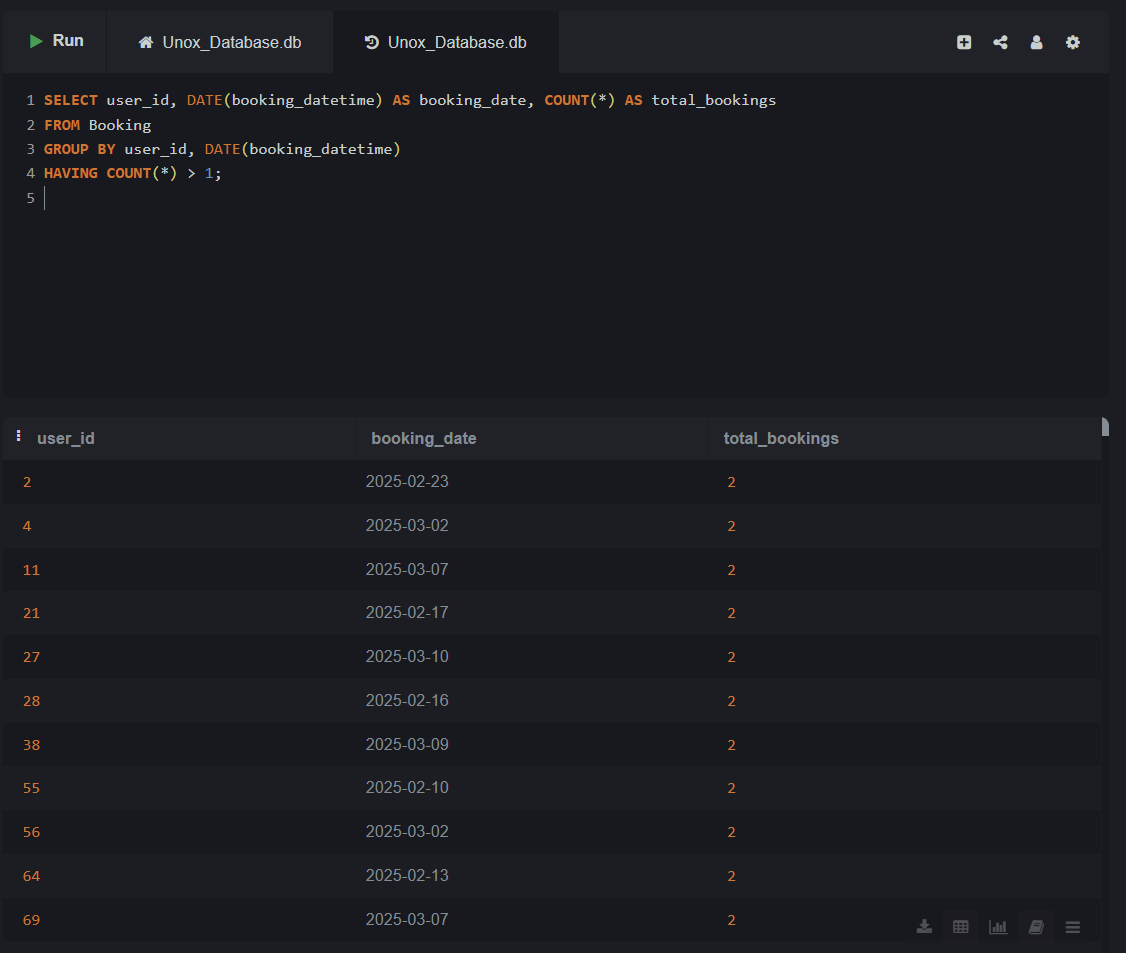 Run Unox_Database.db Unox_Database.db
1 SELECT user_id, DATE(booking_datetime) AS booking_date, COUNT(*) AS total_bookings
2 FROM Booking
3 GROUP BY user_id, DATE(booking_datetime)
4 HAVING COUNT(*) > 1;
5
user_id booking_date total_bookings
2 2025-02-23 2
4 2025-03-02 2
11 2025-03-07 2
21 2025-02-17 2
27 2025-03-10 2
28 2025-02-16 2
38 2025-03-09 2
55 2025-02-10 2
56 2025-03-02 2
64 2025-02-13 2
69 2025-03-07 2